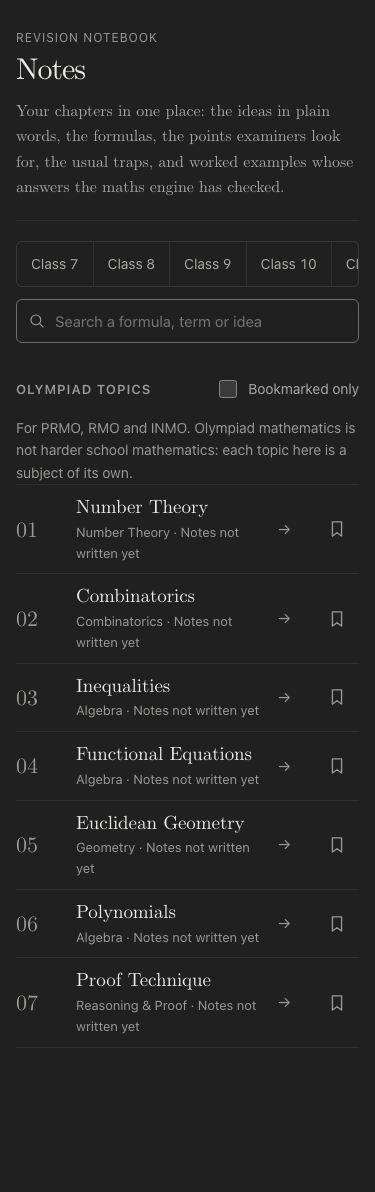 REVISION NOTEBOOK
Notes
Your chapters in one place: the ideas in plain
words, the formulas, the points examiners look
for, the usual traps, and worked examples whose
answers the maths engine has checked.
Class 7 Class 8 Class 9 Class 10 Cl
Search a formula, term or idea
OLYMPIAD TOPICS Bookmarked only
For PRMO, RMO and INMO. Olympiad mathematics is
not harder school mathematics: each topic here is a
subject of its own.
01 Number Theory
Number Theory · Notes not
written yet
02 Combinatorics
Combinatorics · Notes not
written yet
03 Inequalities
Algebra · Notes not written yet
04 Functional Equations
Algebra · Notes not written yet
05 Euclidean Geometry
Geometry · Notes not written
yet
06 Polynomials
Algebra · Notes not written yet
07 Proof Technique
Reasoning & Proof · Notes not
written yet